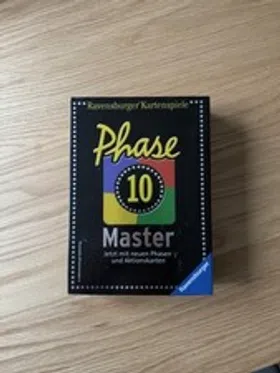 Ravensburger Kartenspiele
Phase
10
Master
Jetzt mit neuen Phasen
und Aktionskarten
Ravensburger